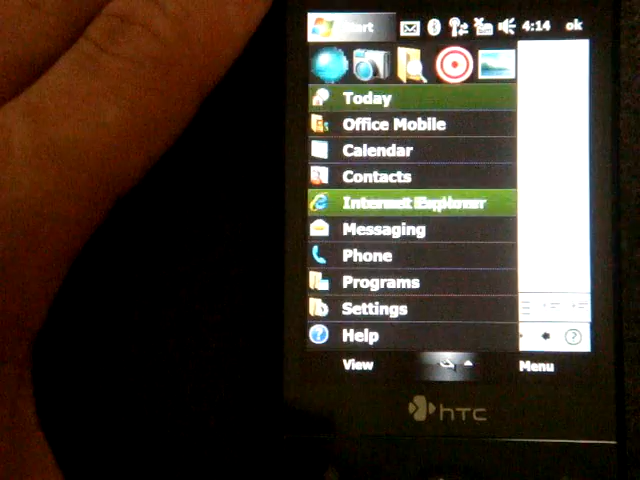 Start 4:14 ok
Today
Office Mobile
Calendar
Contacts
Internet Explorer
Messaging
Phone
Programs
Settings
Help
View Menu
hTC